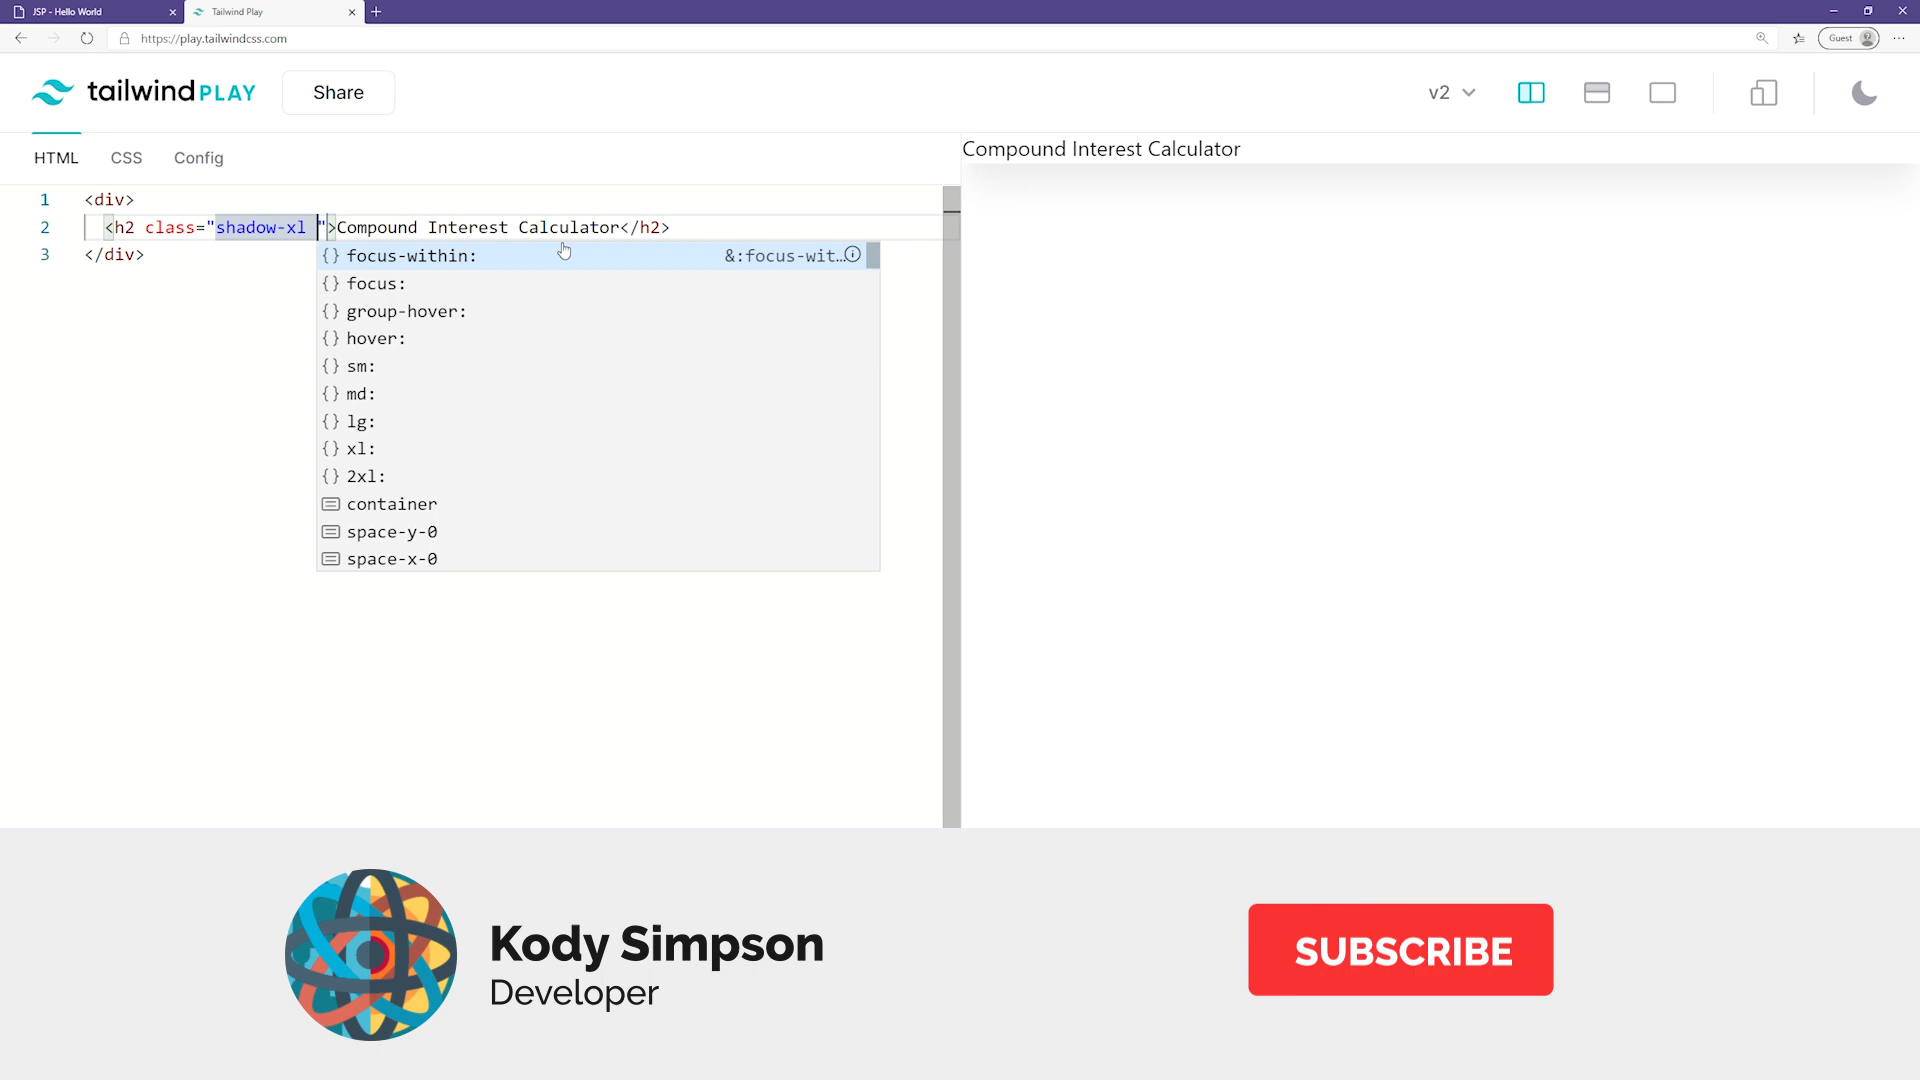 JSP - Hello World
Tailwind Play
https://play.tailwindcss.com
Guest
tailwindPLAY
Share
v2
HTML CSS Config
1 <div>
2 <h2 class="shadow-xl ">Compound Interest Calculator</h2>
3 </div>
{} focus-within: &:focus-wit…
{} focus:
{} group-hover:
{} hover:
{} sm:
{} md:
{} lg:
{} xl:
{} 2xl:
container
space-y-0
space-x-0
Compound Interest Calculator
Kody Simpson
Developer
SUBSCRIBE